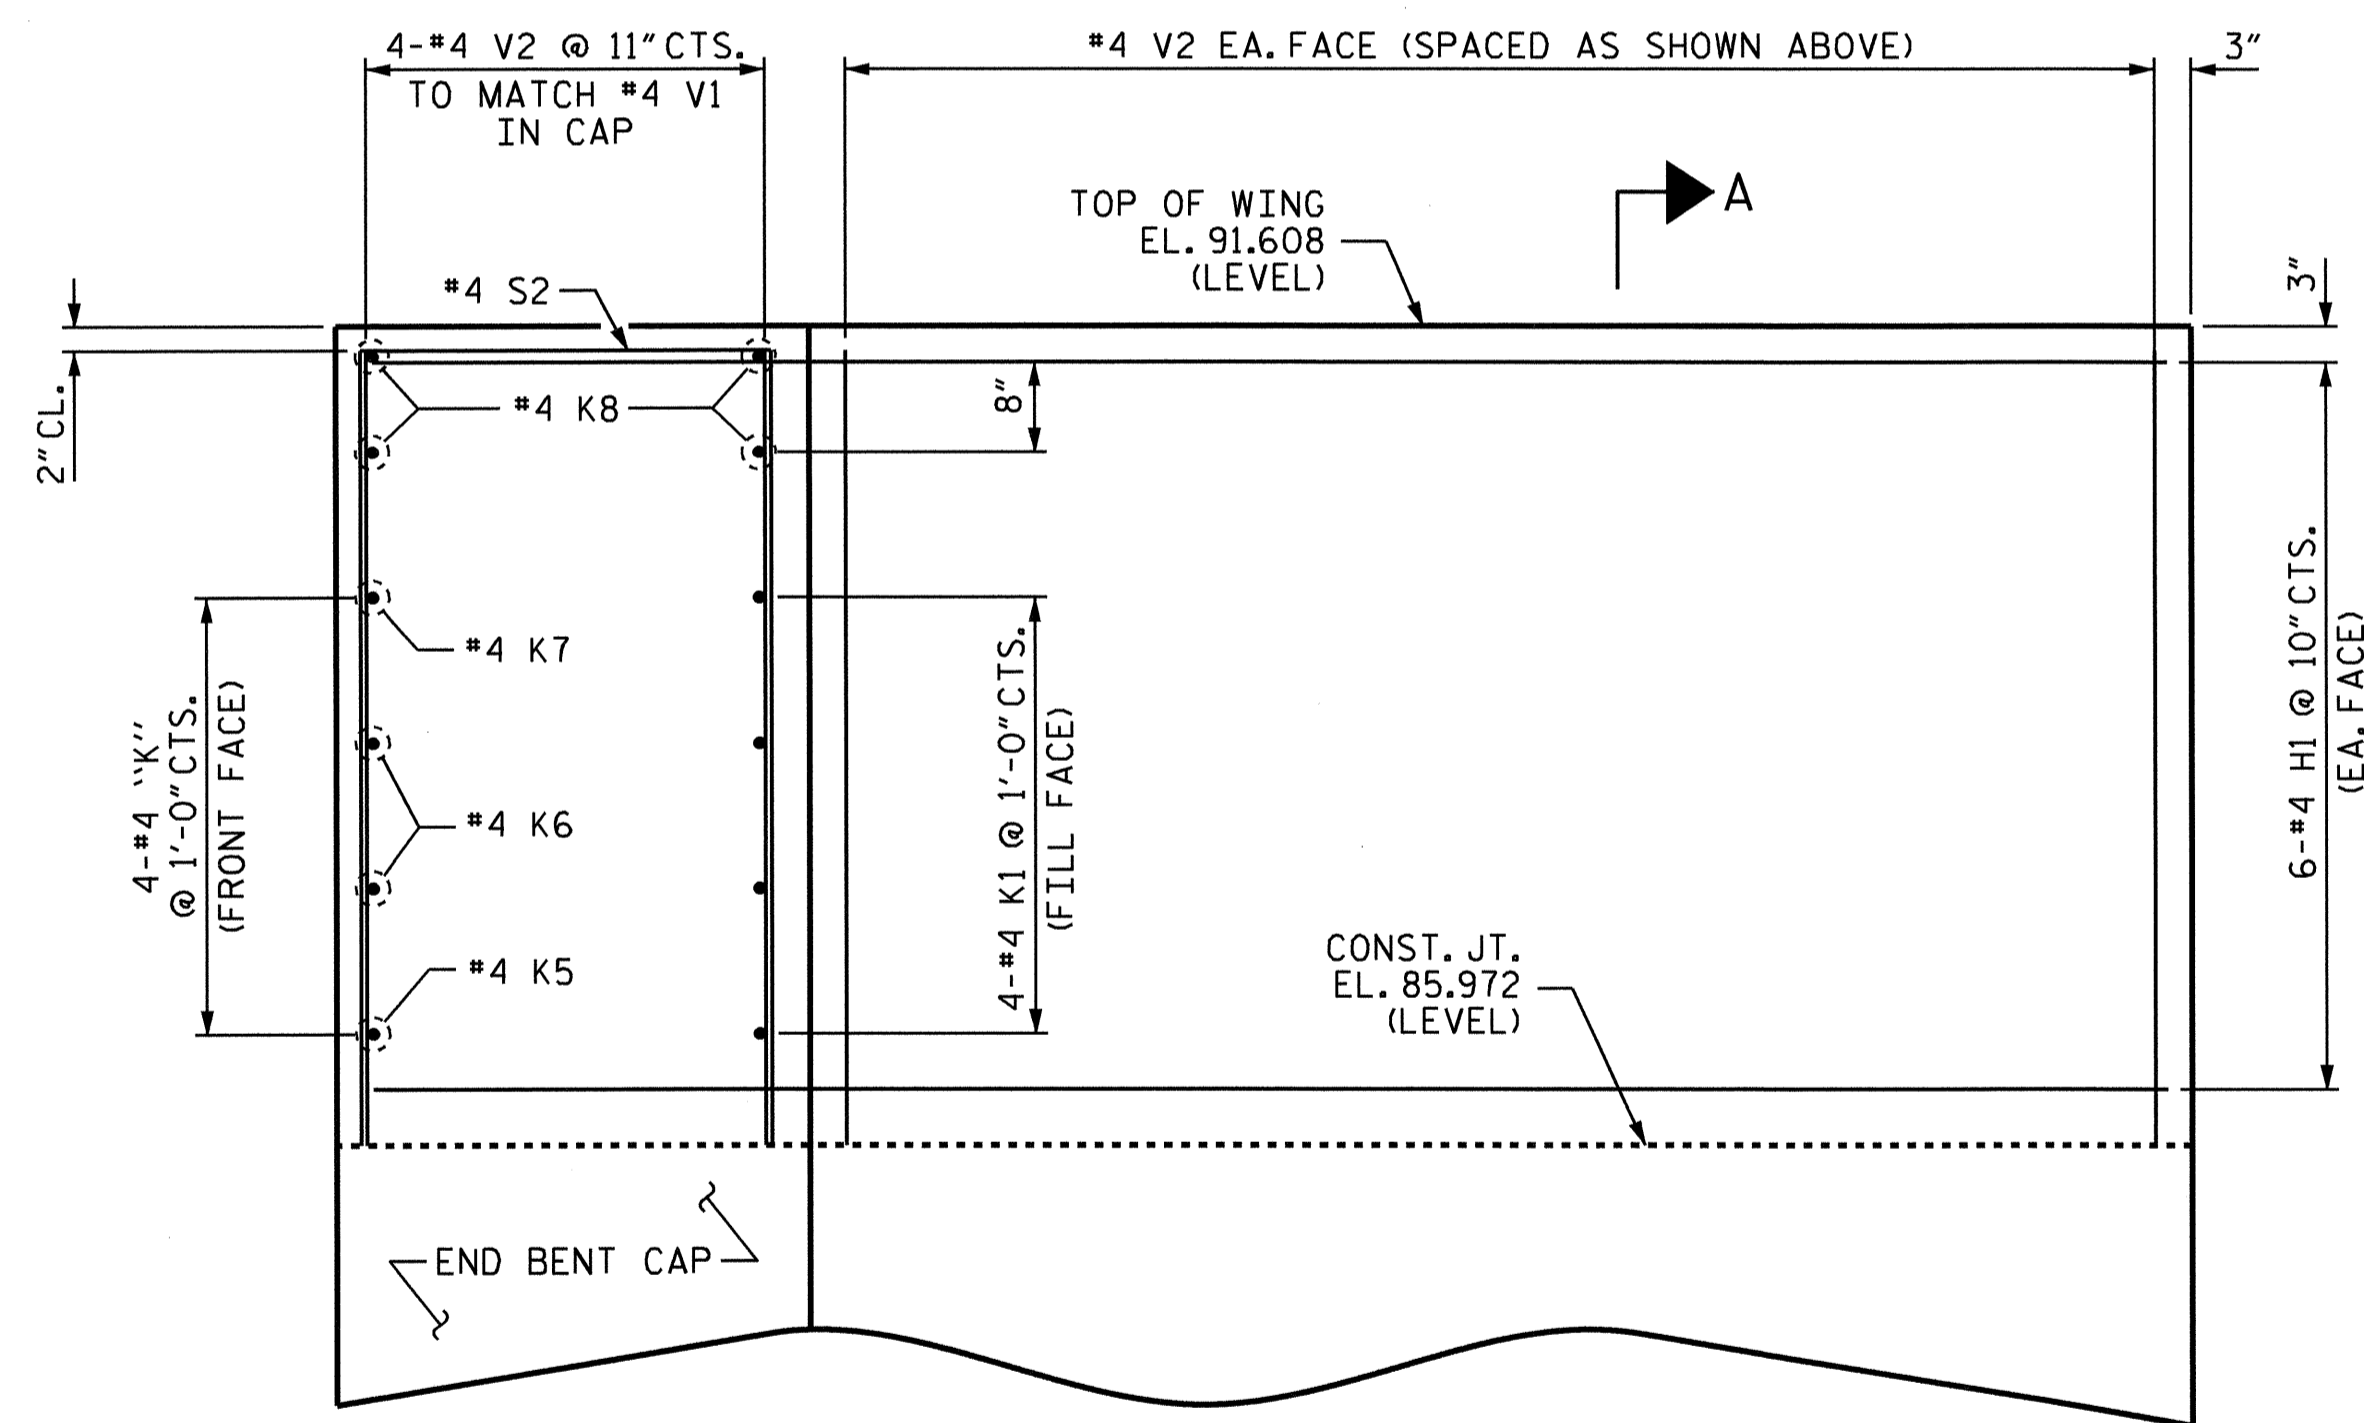 4-#4 V2 @ 11" CTS.
TO MATCH #4 V1
IN CAP
#4 V2 EA. FACE (SPACED AS SHOWN ABOVE)
3"
A
TOP OF WING
EL. 91.608
(LEVEL)
3"
#4 S2
2" CL.
#4 K8
8"
#4 K7
4-#4 "K"
@ 1'-0" CTS.
(FRONT FACE)
#4 K6
#4 K5
4-#4 K1 @ 1'-0" CTS.
(FILL FACE)
6-#4 H1 @ 10" CTS.
(EA. FACE)
CONST. JT.
EL. 85.972
(LEVEL)
END BENT CAP